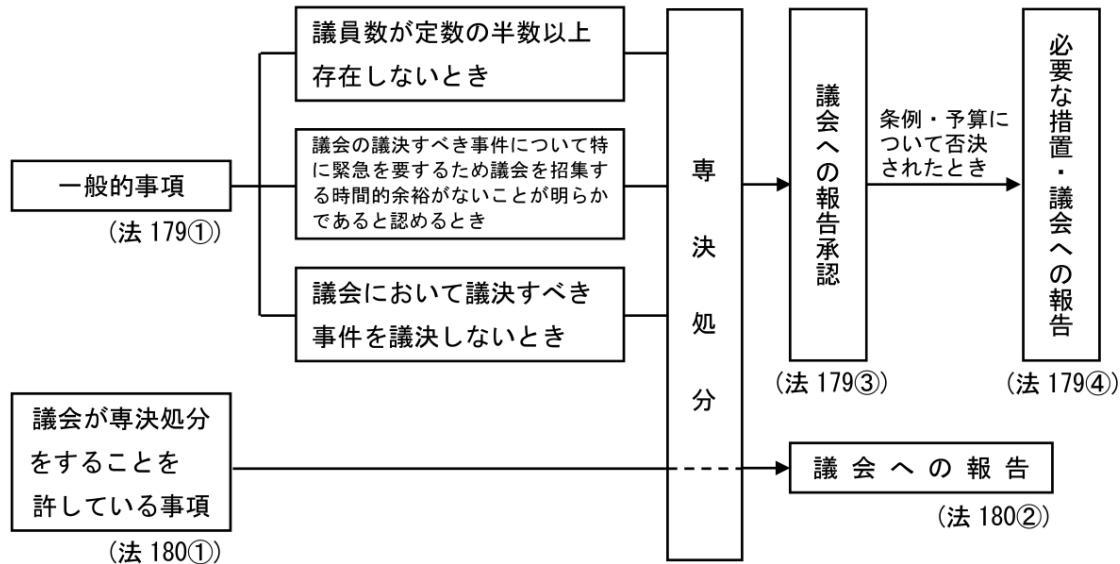 一般的事項
(法 179①)
議員数が定数の半数以上
存在しないとき
議会の議決すべき事件について特
に緊急を要するため議会を招集す
る時間的余裕がないことが明らか
であると認めるとき
議会において議決すべき
事件を議決しないとき
議会が専決処分
をすることを
許している事項
(法 180①)
専決処分
議会への報告承認
(法 179③)
条例・予算に
ついて否決
されたとき
必要な措置・議会への報告
(法 179④)
議会への報告
(法 180②)